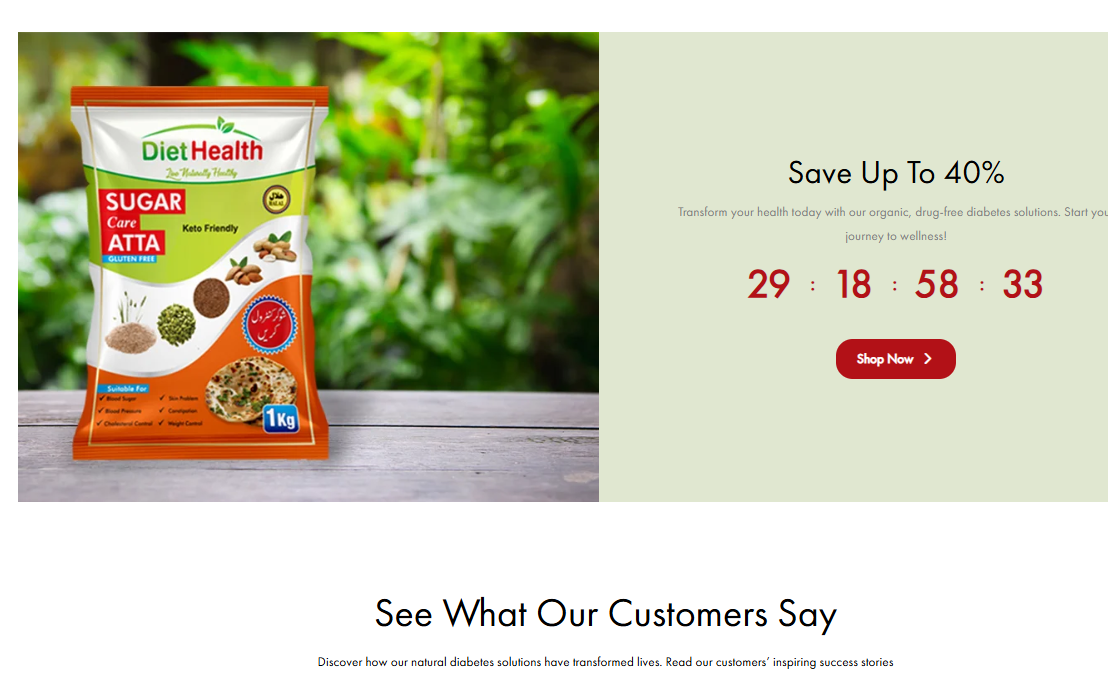 DietHealth
Live Naturally Healthy
SUGAR
Care
ATTA
GLUTEN FREE
Keto Friendly
حلال
HALAL
شوگر کنٹرول
کریں
Suitable For
✓ Blood Sugar ✓ Skin Problem
✓ Blood Pressure ✓ Constipation
✓ Cholesterol Control ✓ Weight Control
1Kg
Save Up To 40%
Transform your health today with our organic, drug-free diabetes solutions. Start you
journey to wellness!
29 : 18 : 58 : 33
Shop Now >
See What Our Customers Say
Discover how our natural diabetes solutions have transformed lives. Read our customers’ inspiring success stories